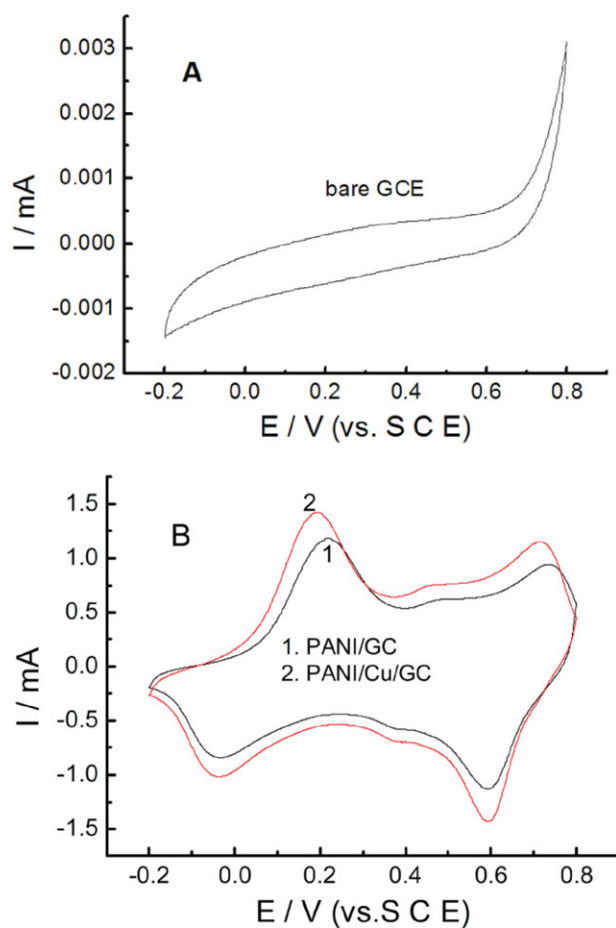 A
bare GCE
I / mA
0.003
0.002
0.001
0.000
-0.001
-0.002
-0.2 0.0 0.2 0.4 0.6 0.8
E / V (vs. S C E)
B
2
1
1. PANI/GC
2. PANI/Cu/GC
I / mA
1.5
1.0
0.5
0.0
-0.5
-1.0
-1.5
-0.2 0.0 0.2 0.4 0.6 0.8
E / V (vs.S C E)